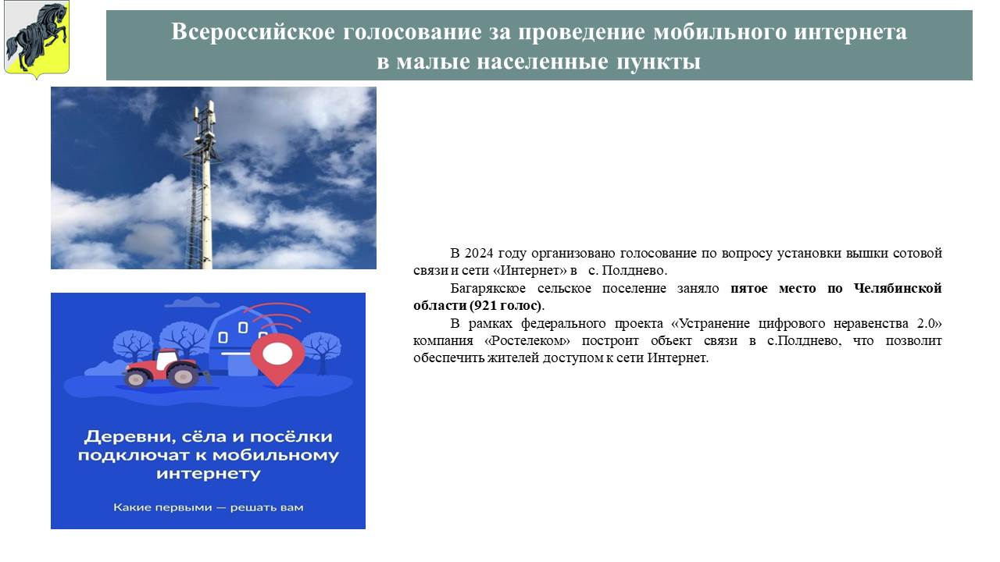 Всероссийское голосование за проведение мобильного интернета
в малые населенные пункты
В 2024 году организовано голосование по вопросу установки вышки сотовой
связи и сети «Интернет» в с. Полднево.
Багарякское сельское поселение заняло пятое место по Челябинской
области (921 голос).
В рамках федерального проекта «Устранение цифрового неравенства 2.0»
компания «Ростелеком» построит объект связи в с.Полднево, что позволит
обеспечить жителей доступом к сети Интернет.
Деревни, сёла и посёлки
подключат к мобильному
интернету
Какие первыми — решать вам